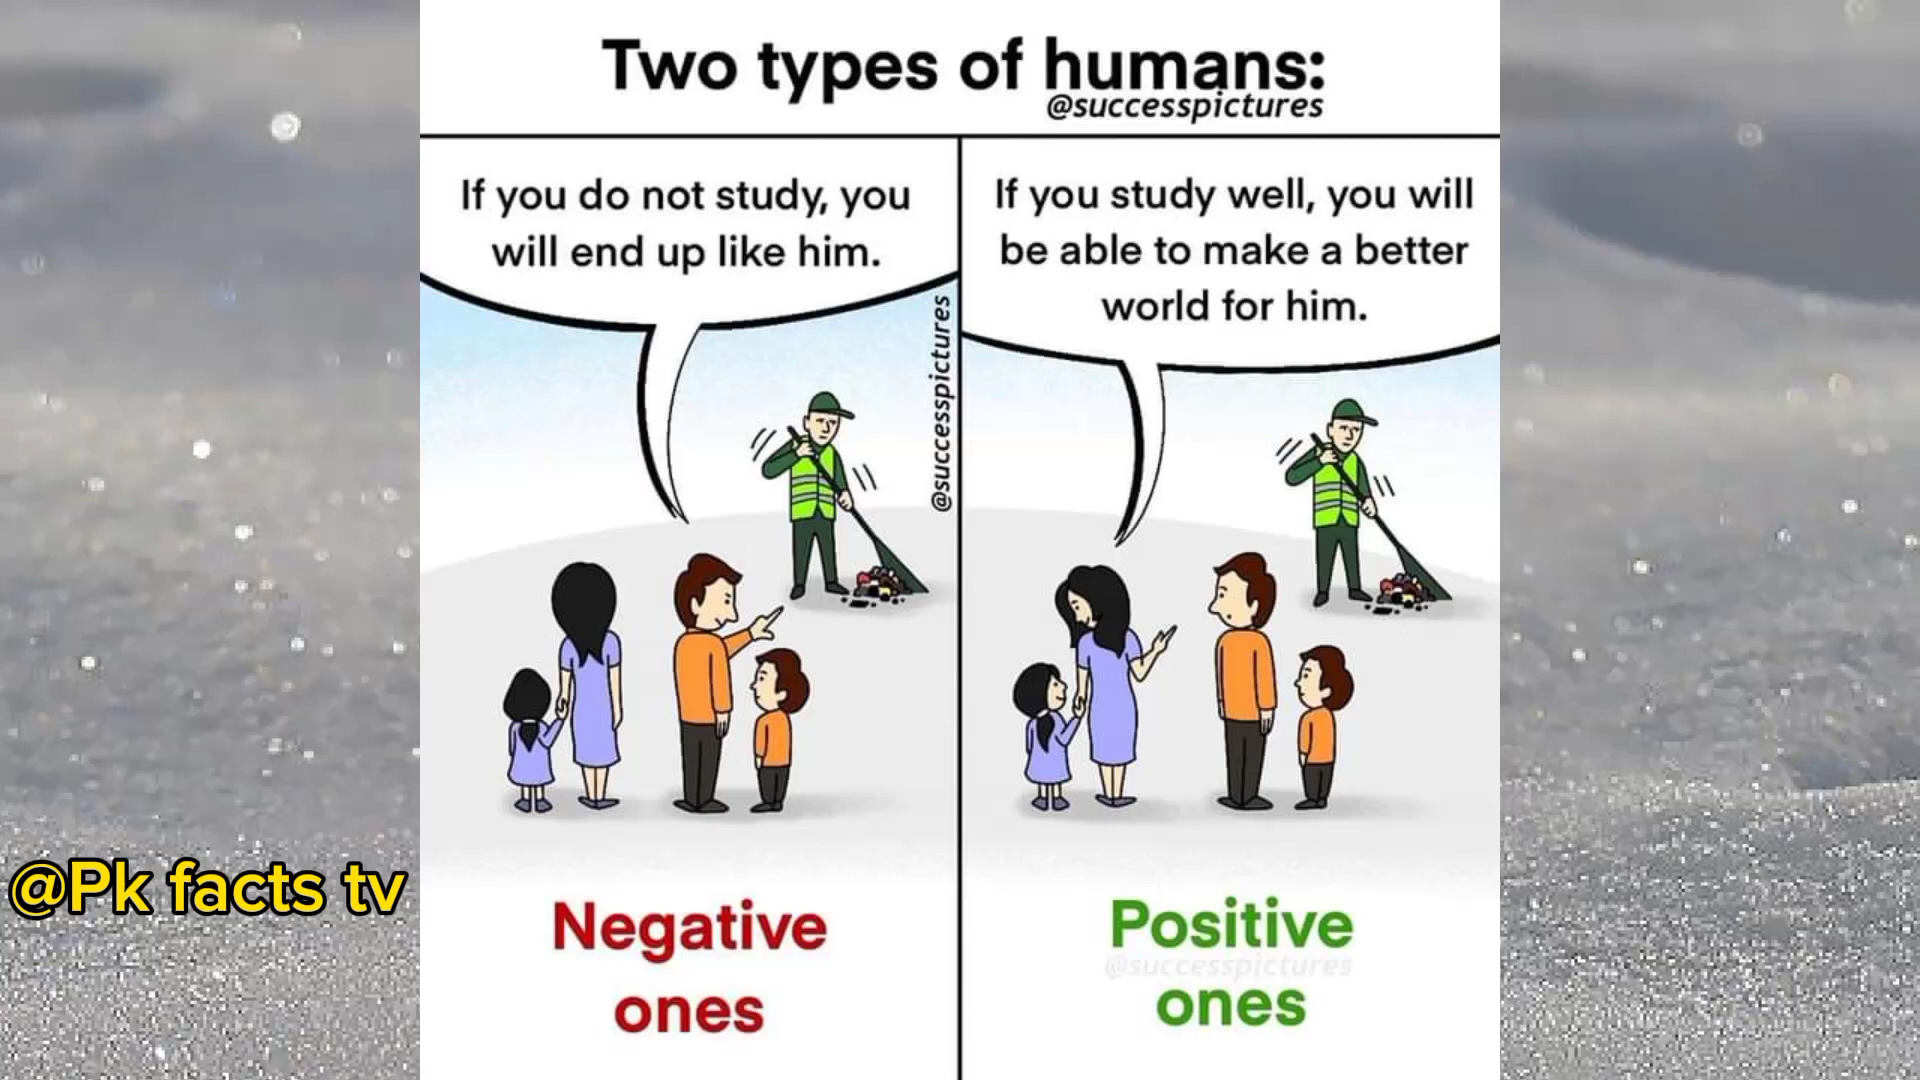 Two types of humans:
@successpictures
If you do not study, you
will end up like him.
@successpictures
If you study well, you will
be able to make a better
world for him.
@Pk facts tv
Negative
ones
Positive
@successpictures
ones